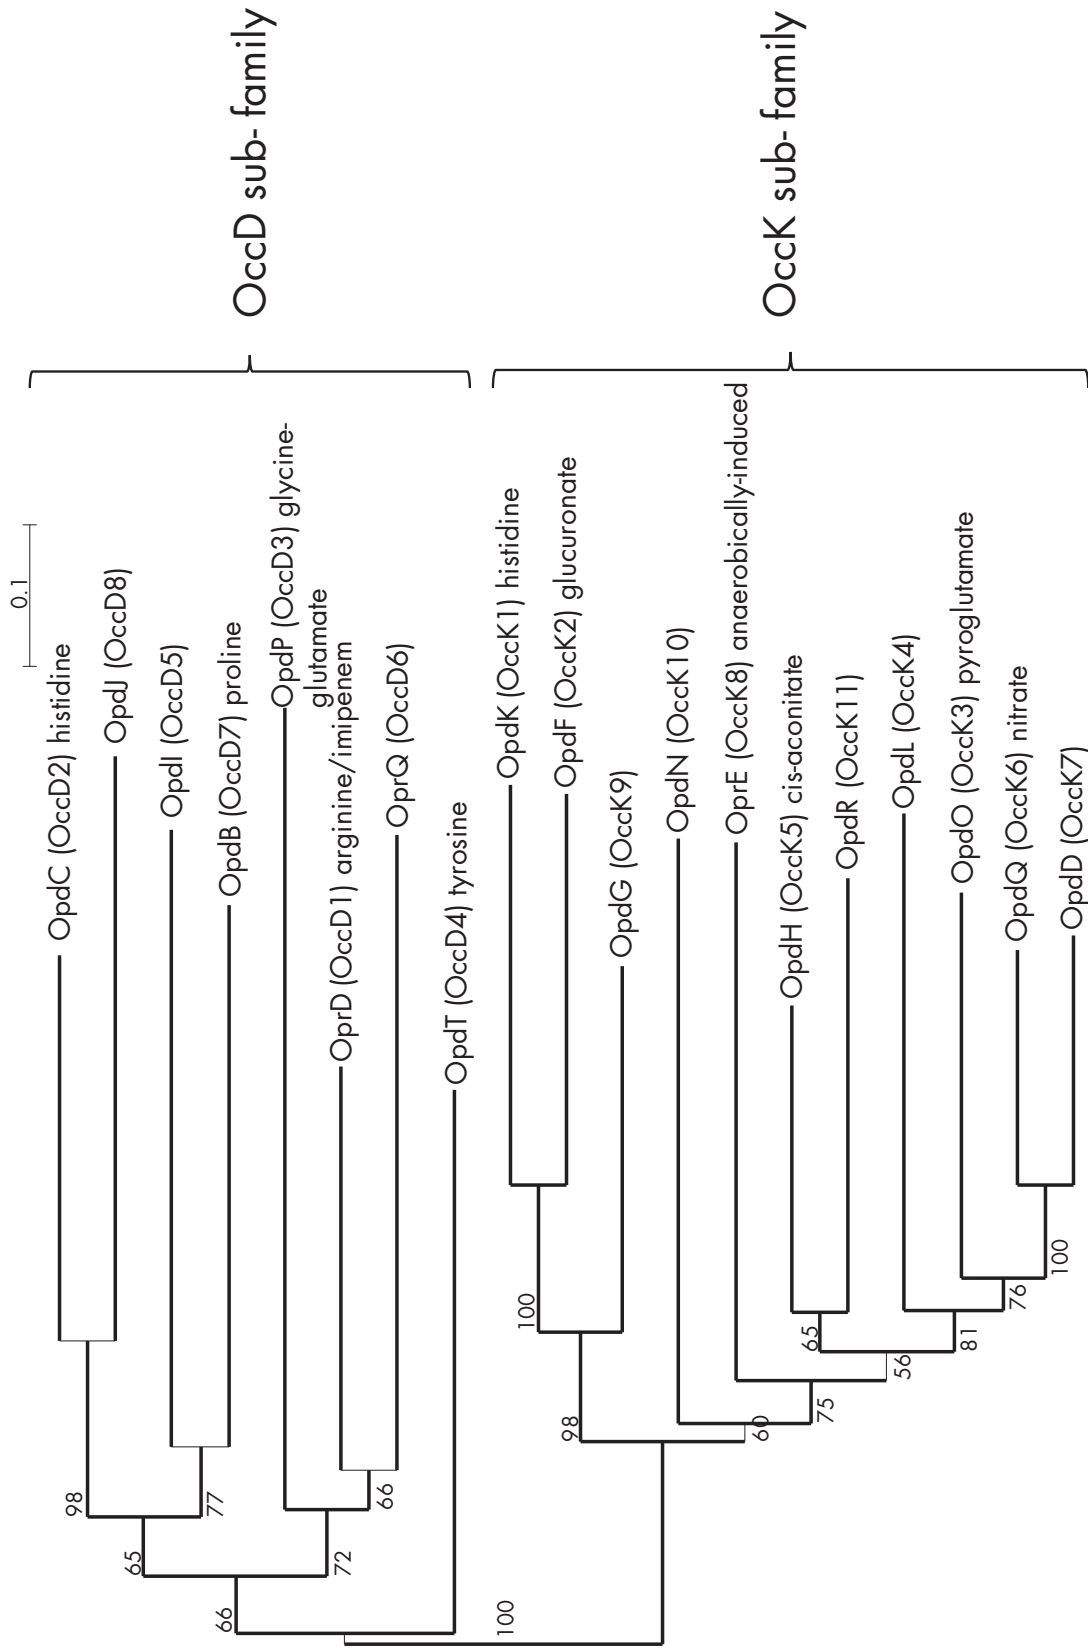 0.1
OpdC (OccD2) histidine
OpdJ (OccD8)
OpdI (OccD5)
OpdB (OccD7) proline
OpdP (OccD3) glycine-
glutamate
OprD (OccD1) arginine/imipenem
OprQ (OccD6)
OpdT (OccD4) tyrosine
OccD sub-family
98
77
65
66
72
66
100
OpdK (OccK1) histidine
OpdF (OccK2) glucuronate
OpdG (OccK9)
OpdN (OccK10)
OprE (OccK8) anaerobically-induced
OpdH (OccK5) cis-aconitate
OpdR (OccK11)
OpdL (OccK4)
OpdO (OccK3) pyroglutamate
OpdQ (OccK6) nitrate
OpdD (OccK7)
OccK sub-family
100
98
60
75
65
56
81
76
100